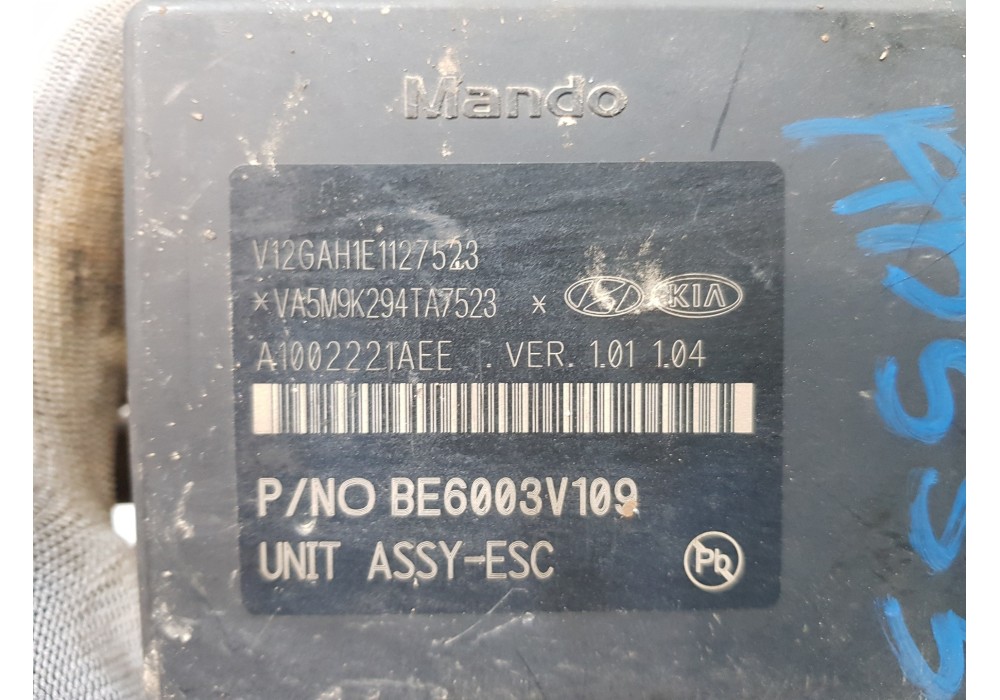 Mando
V12GAH1E1127523
*VA5M9K294TA7523 *
KIA
A1002221AEE . VER. 1.01 1.04
P/NO BE6003V109
UNIT ASSY-ESC
Pb